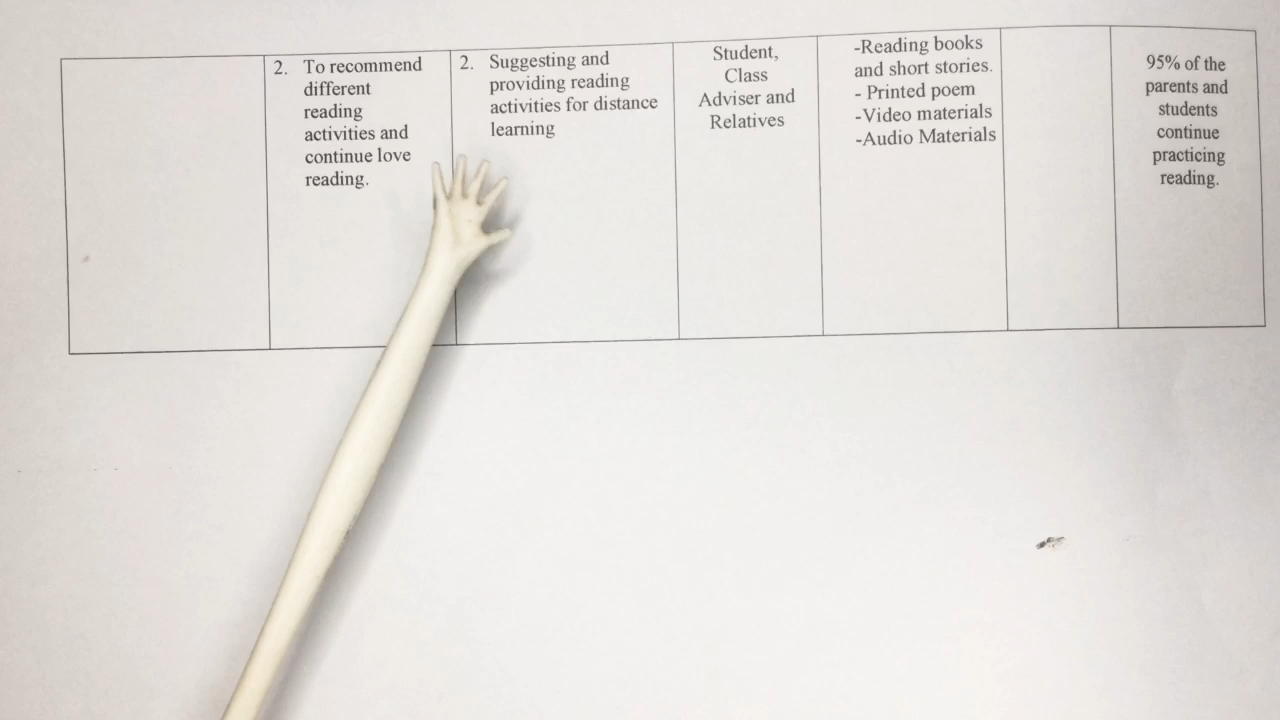 2. To recommend
different
reading
activities and
continue love
reading.
2. Suggesting and
providing reading
activities for distance
learning
Student,
Class
Adviser and
Relatives
-Reading books
and short stories.
- Printed poem
-Video materials
-Audio Materials
95% of the
parents and
students
continue
practicing
reading.